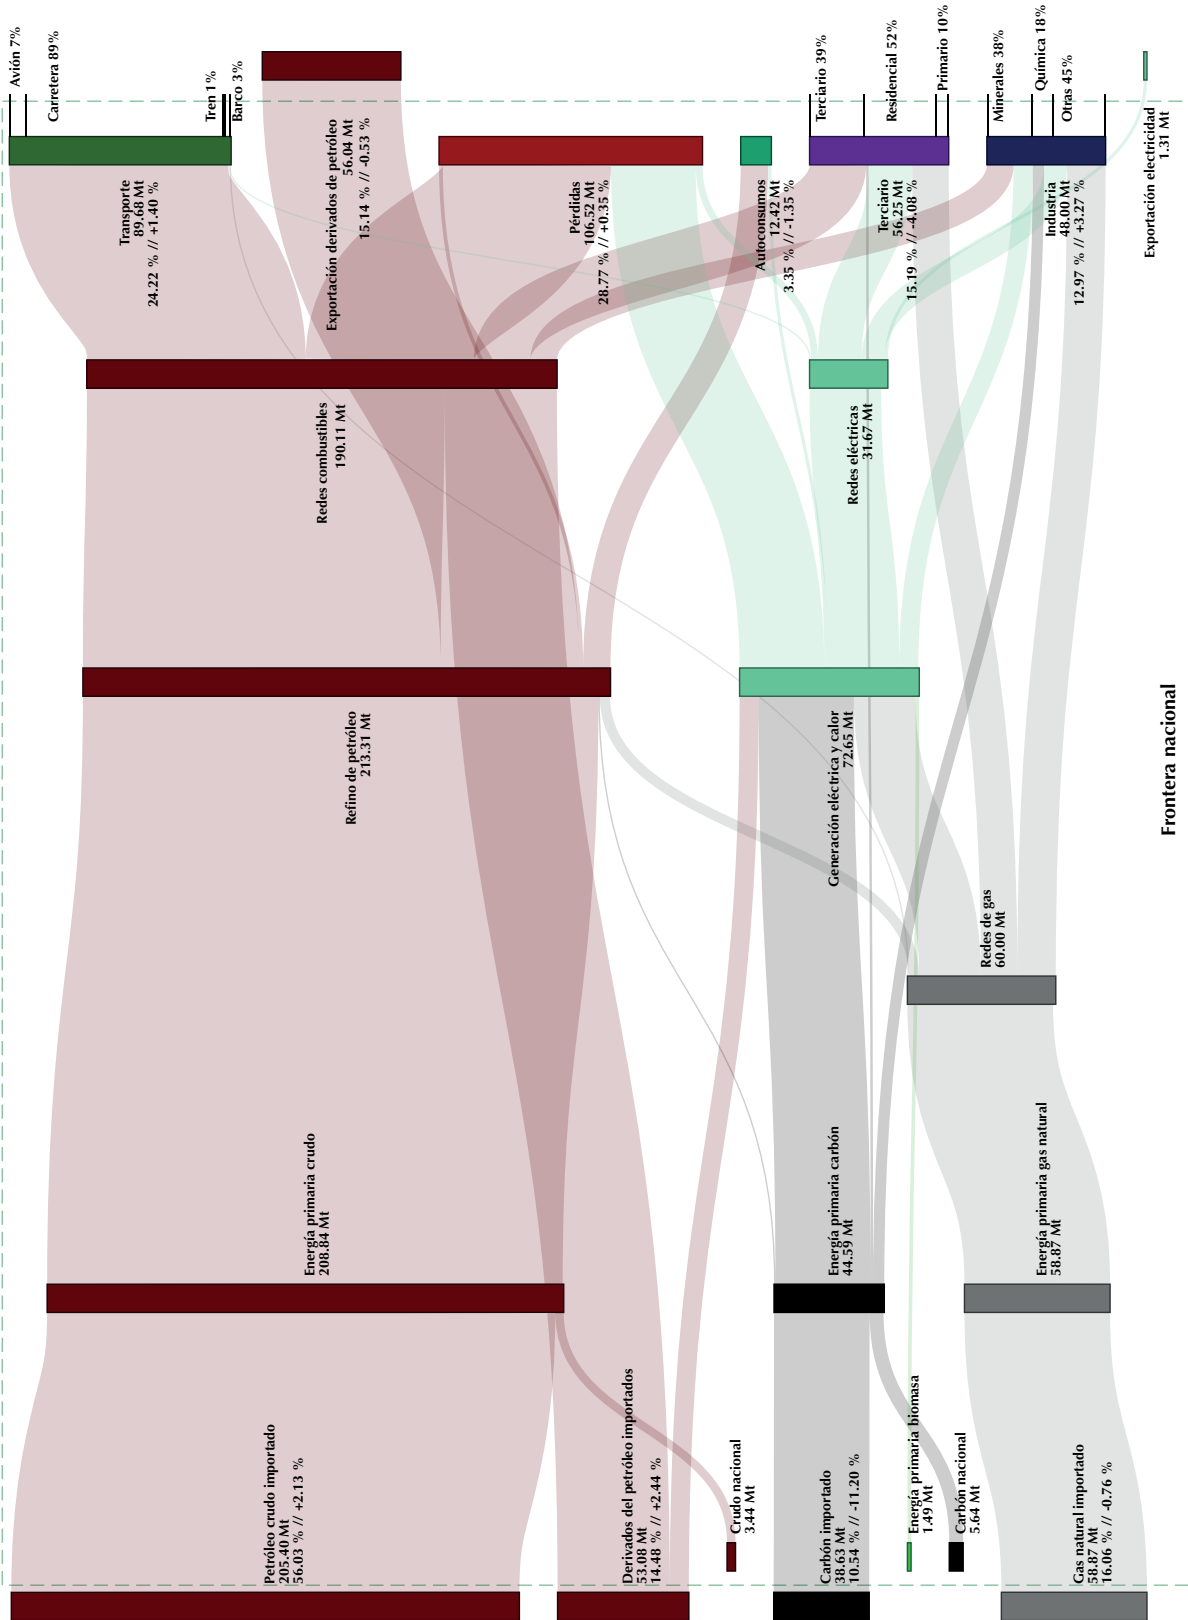 Petróleo crudo importado
205.40 Mt
56.03 % // +2.13 %
Derivados del petróleo importados
53.08 Mt
14.48 % // +2.44 %
Crudo nacional
3.44 Mt
Carbón importado
38.63 Mt
10.54 % // -11.20 %
Energía primaria biomasa
1.49 Mt
Carbón nacional
5.64 Mt
Gas natural importado
58.87 Mt
16.06 % // -0.76 %
Energía primaria crudo
208.84 Mt
Energía primaria carbón
44.59 Mt
Energía primaria gas natural
58.87 Mt
Redes de gas
60.00 Mt
Refino de petróleo
213.31 Mt
Generación eléctrica y calor
72.65 Mt
Redes combustibles
190.11 Mt
Redes eléctricas
31.67 Mt
Transporte
89.68 Mt
24.22 % // +1.40 %
Exportación derivados de petróleo
56.04 Mt
15.14 % // -0.53 %
Pérdidas
106.52 Mt
28.77 % // +0.35 %
Autoconsumos
12.42 Mt
3.35 % // -1.35 %
Terciario
56.25 Mt
15.19 % // -4.08 %
Industria
48.00 Mt
12.97 % // +3.27 %
Exportación electricidad
1.31 Mt
Avión 7%
Carretera 89%
Tren 1%
Barco 3%
Terciario 39%
Residencial 52%
Primario 10%
Minerales 38%
Química 18%
Otras 45%
Frontera nacional